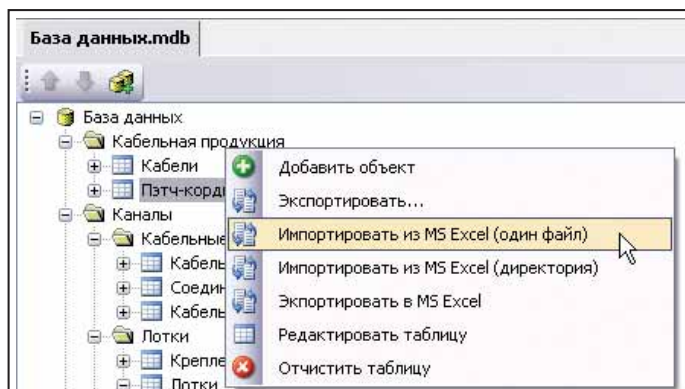 База данных.mdb
База данных
Кабельная продукция
Кабели
Пэтч-корд
Каналы
Кабельные
Кабель
Соедин
Кабель
Лотки
Крепле
Лотки
Добавить объект
Экспортировать...
Импортировать из MS Excel (один файл)
Импортировать из MS Excel (директория)
Экспортировать в MS Excel
Редактировать таблицу
Отчистить таблицу